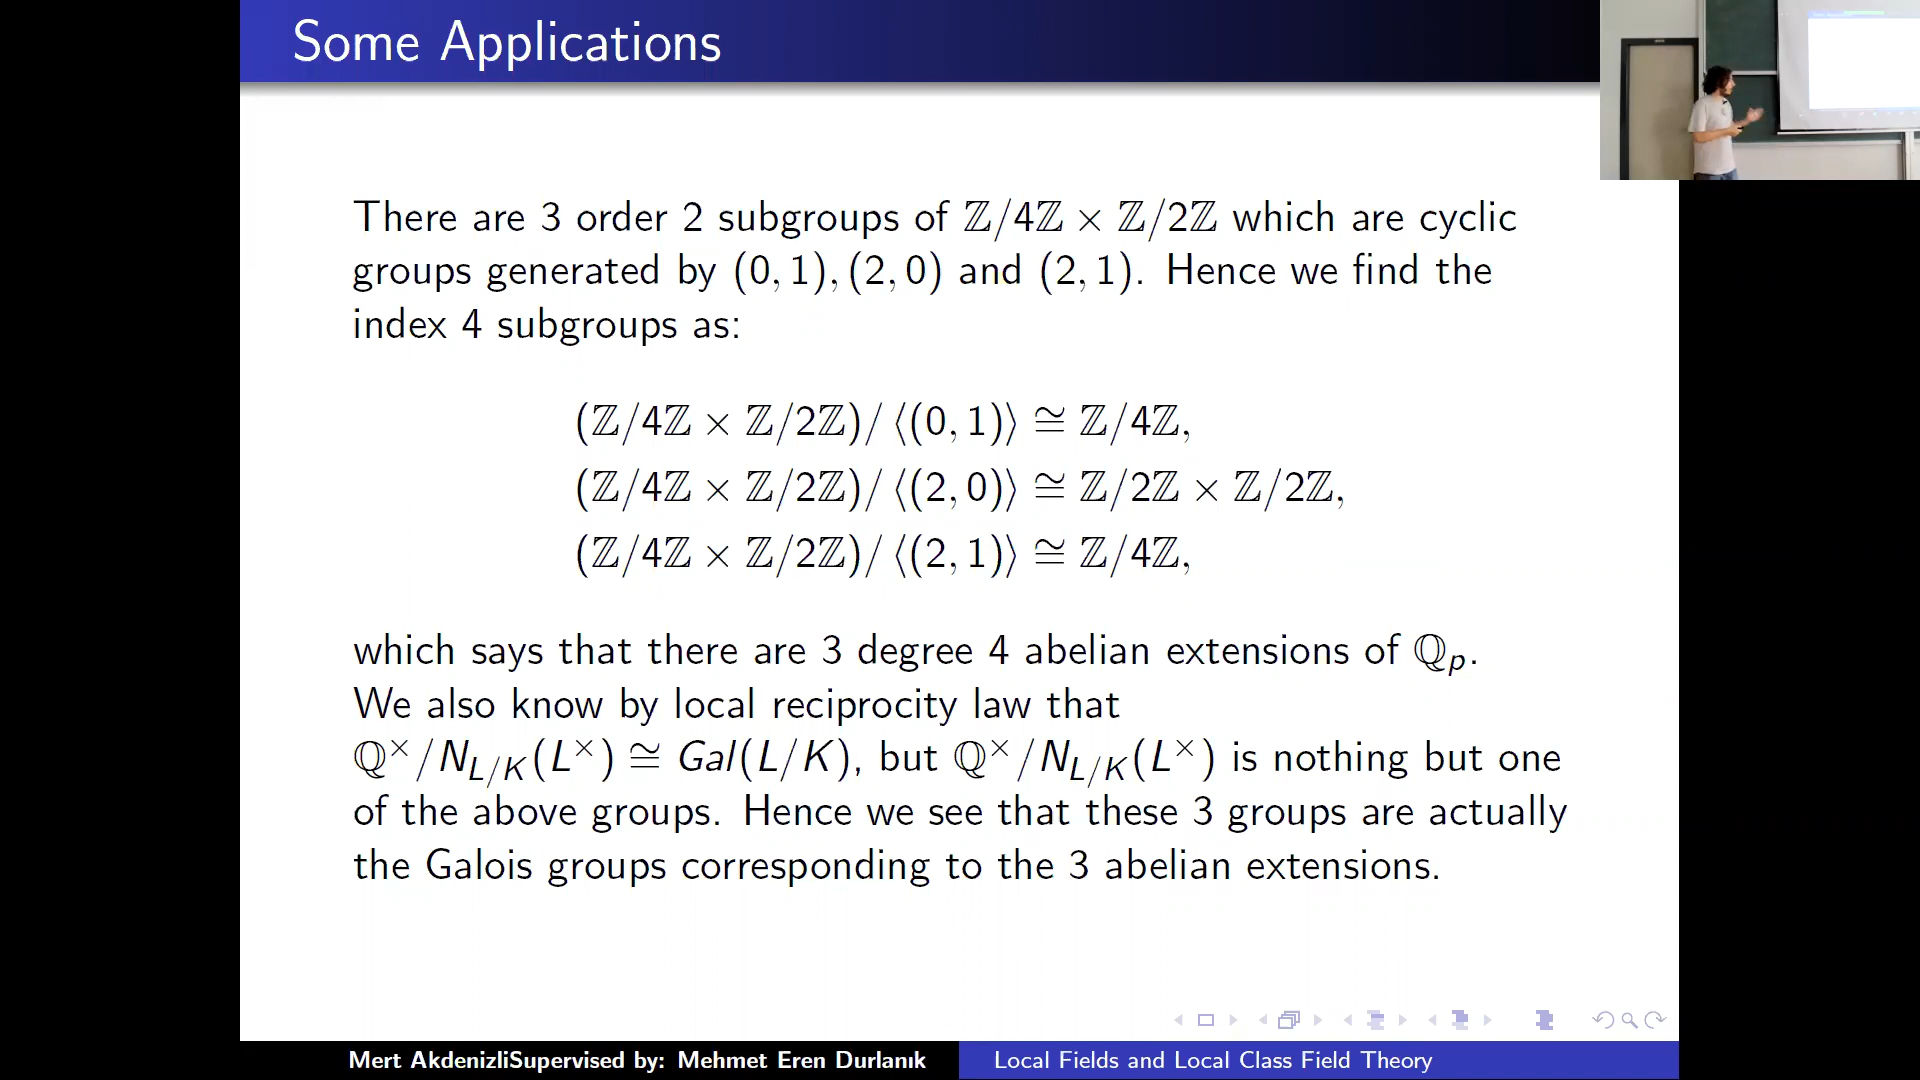 Some Applications
There are 3 order 2 subgroups of ℤ/4ℤ × ℤ/2ℤ which are cyclic
groups generated by (0, 1), (2, 0) and (2, 1). Hence we find the
index 4 subgroups as:
(ℤ/4ℤ × ℤ/2ℤ)/ ⟨(0, 1)⟩ ≅ ℤ/4ℤ,
(ℤ/4ℤ × ℤ/2ℤ)/ ⟨(2, 0)⟩ ≅ ℤ/2ℤ × ℤ/2ℤ,
(ℤ/4ℤ × ℤ/2ℤ)/ ⟨(2, 1)⟩ ≅ ℤ/4ℤ,
which says that there are 3 degree 4 abelian extensions of ℚₚ.
We also know by local reciprocity law that
ℚ×/N_{L/K}(L×) ≅ Gal(L/K), but ℚ×/N_{L/K}(L×) is nothing but one
of the above groups. Hence we see that these 3 groups are actually
the Galois groups corresponding to the 3 abelian extensions.
Mert AkdenizliSupervised by: Mehmet Eren Durlanık
Local Fields and Local Class Field Theory